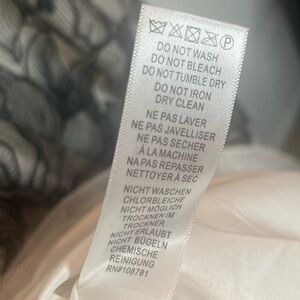 P
DO NOT WASH
DO NOT BLEACH
DO NOT TUMBLE DRY
DO NOT IRON
DRY CLEAN
NE PAS LAVER
NE PAS JAVELLISER
NE PAS SECHER
À LA MACHINE
NA PAS REPASSER
NETTOYER À SEC
NICHT WASCHEN
CHLORBLEICHE
NICHT MOGLICH
TROCKNEN IM
TROCKNER
NICHT ERLAUBT
NICHT BÜGELN
CHEMISCHE
REINIGUNG
RN#108781